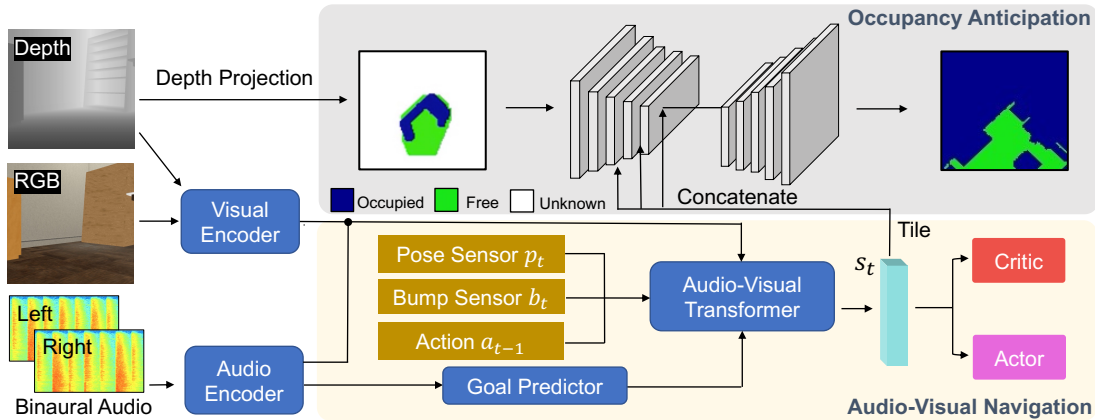 Occupancy Anticipation
Depth
Depth Projection
RGB
Occupied
Free
Unknown
Concatenate
Visual
Encoder
Tile
Pose Sensor p_t
Bump Sensor b_t
Action a_{t−1}
Audio-Visual
Transformer
s_t
Critic
Actor
Left
Right
Binaural Audio
Audio
Encoder
Goal Predictor
Audio-Visual Navigation